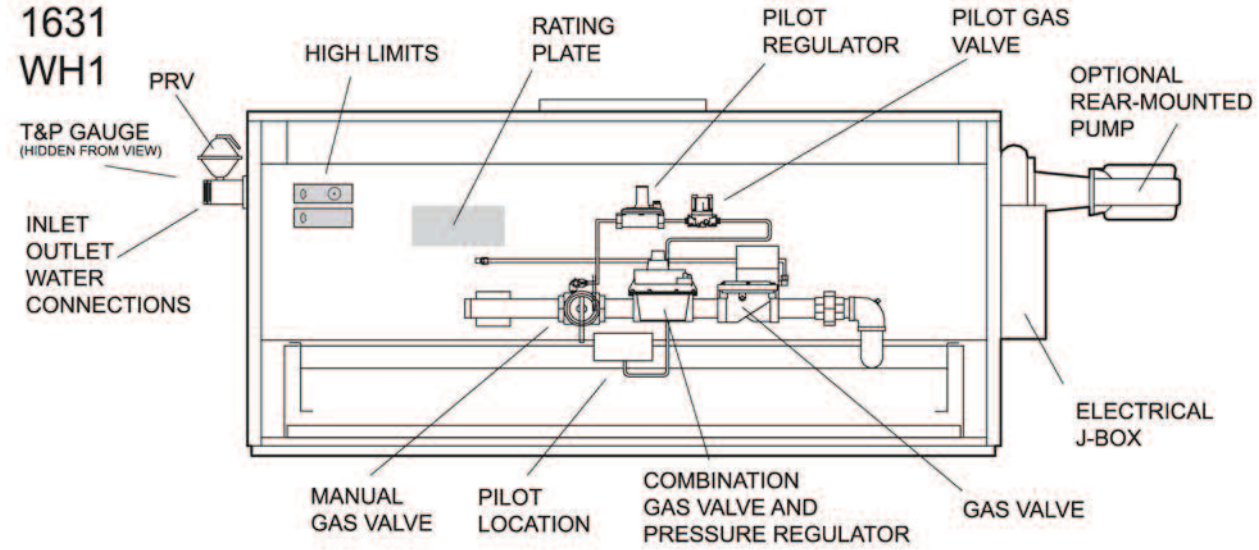 1631
WH1
PRV
HIGH LIMITS
RATING
PLATE
PILOT
REGULATOR
PILOT GAS
VALVE
OPTIONAL
REAR-MOUNTED
PUMP
T&P GAUGE
(HIDDEN FROM VIEW)
INLET
OUTLET
WATER
CONNECTIONS
ELECTRICAL
J-BOX
MANUAL
GAS VALVE
PILOT
LOCATION
COMBINATION
GAS VALVE AND
PRESSURE REGULATOR
GAS VALVE